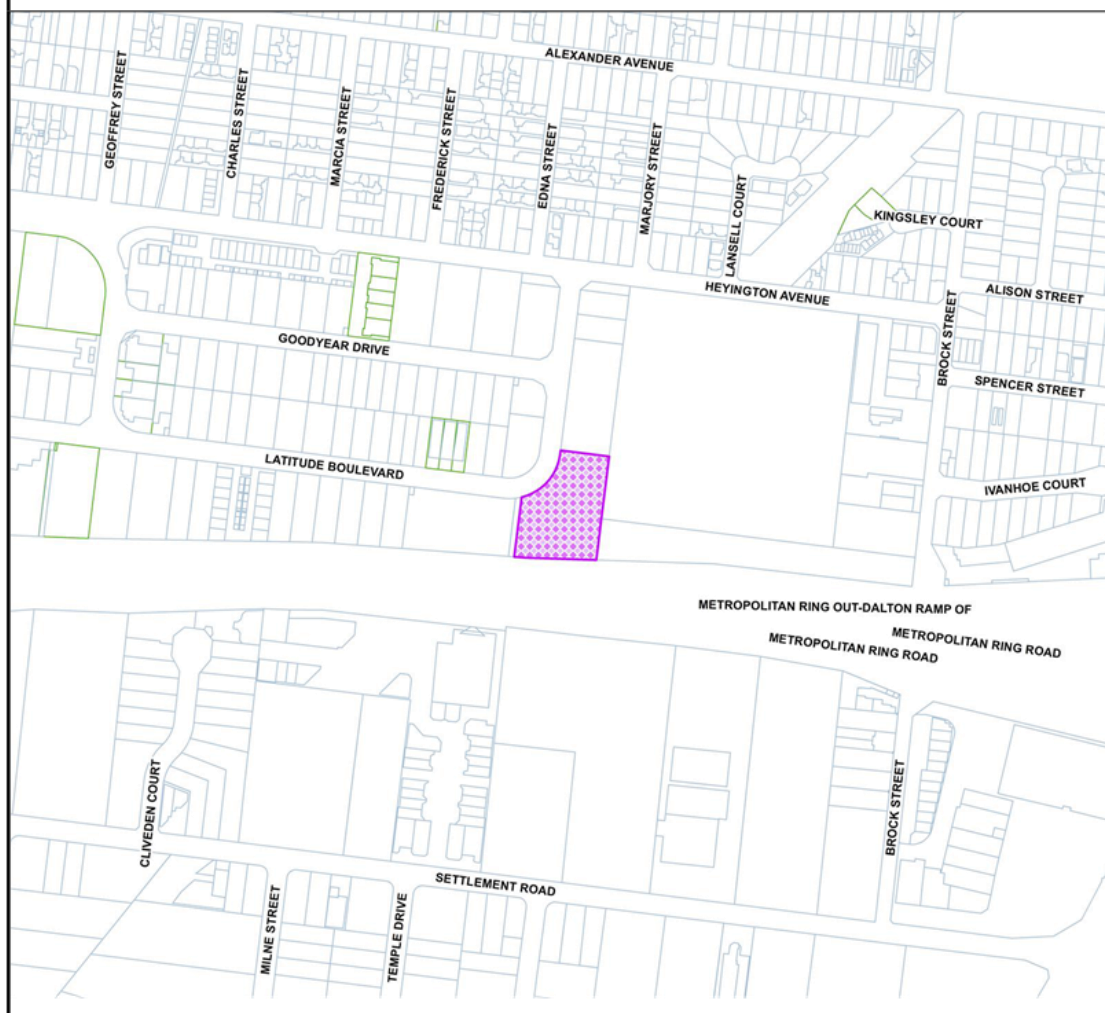 ALEXANDER AVENUE
GEOFFREY STREET
CHARLES STREET
MARCIA STREET
FREDERICK STREET
EDNA STREET
MARJORY STREET
LANSELL COURT
KINGSLEY COURT
HEYINGTON AVENUE
ALISON STREET
BROCK STREET
GOODYEAR DRIVE
SPENCER STREET
LATITUDE BOULEVARD
IVANHOE COURT
METROPOLITAN RING OUT-DALTON RAMP OF
METROPOLITAN RING ROAD
METROPOLITAN RING ROAD
CLIVEDEN COURT
BROCK STREET
SETTLEMENT ROAD
MILNE STREET
TEMPLE DRIVE